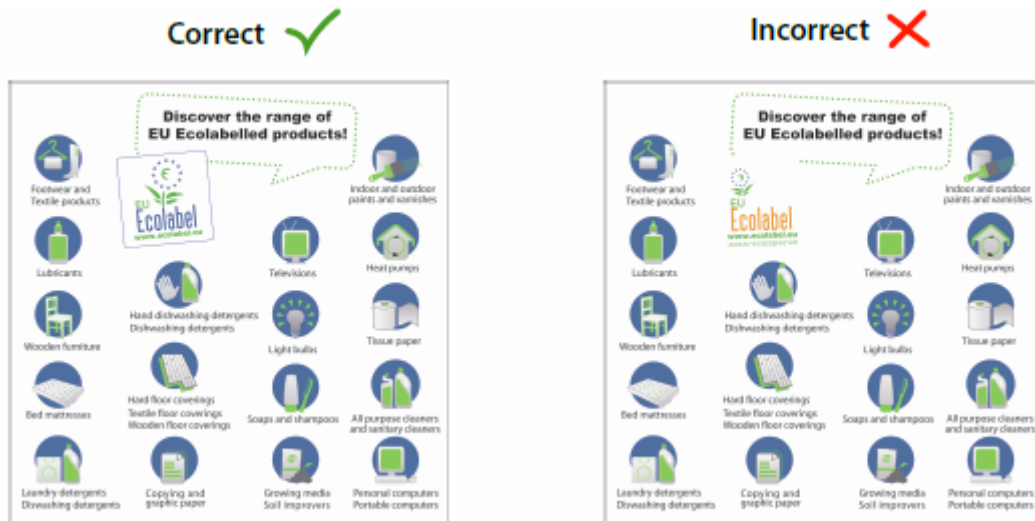 Correct
Discover the range of
EU Ecolabelled products!
Footwear and
Textile products
Indoor and outdoor
paints and varnishes
EU
Ecolabel
www.ecolabel.eu
Lubricants
Televisions
Heat pumps
Hand dishwashing detergents
Dishwashing detergents
Wooden furniture
Light bulbs
Tissue paper
Bed mattresses
Hard floor coverings
Textile floor coverings
Wooden floor coverings
Soaps and shampoos
All purpose cleaners
and sanitary cleaners
Laundry detergents
Diswashing detergents
Copying and
graphic paper
Growing media
Soil improvers
Personal computers
Portable computers
Incorrect
Discover the range of
EU Ecolabelled products!
Footwear and
Textile products
Indoor and outdoor
paints and varnishes
EU
Ecolabel
www.ecolabel.eu
Lubricants
Televisions
Heat pumps
Hand dishwashing detergents
Dishwashing detergents
Wooden furniture
Light bulbs
Tissue paper
Bed mattresses
Hard floor coverings
Textile floor coverings
Wooden floor coverings
Soaps and shampoos
All purpose cleaners
and sanitary cleaners
Laundry detergents
Diswashing detergents
Copying and
graphic paper
Growing media
Soil improvers
Personal computers
Portable computers